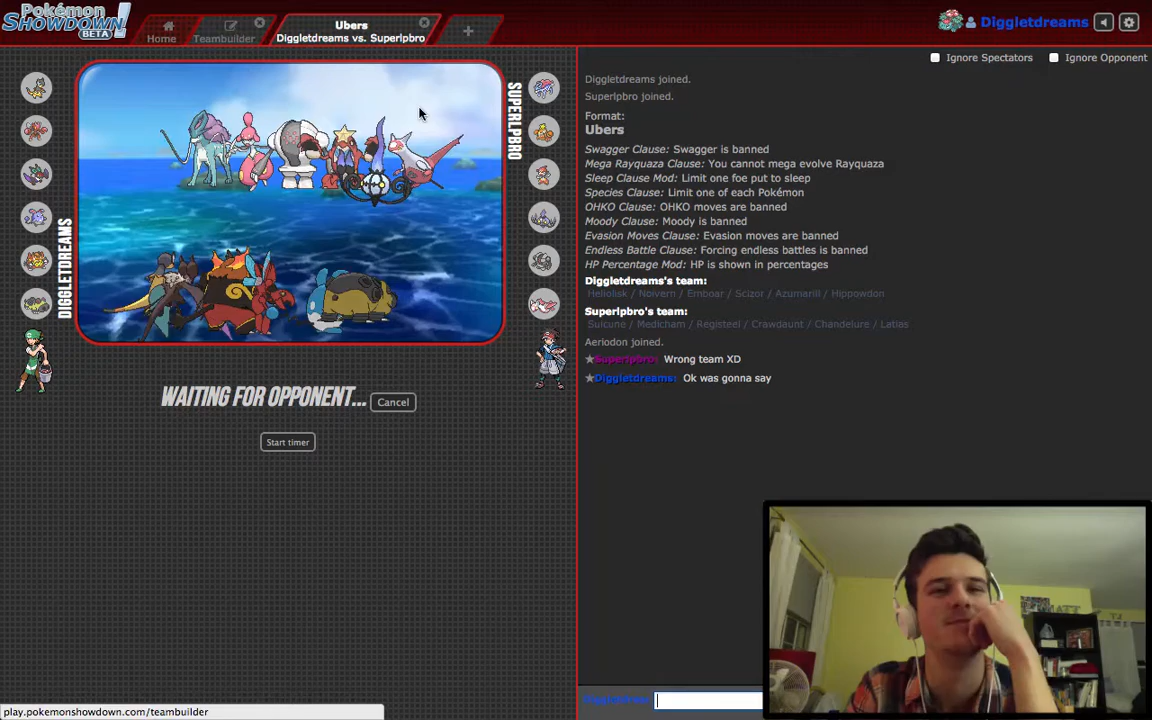 Pokémon
SHOWDOWN!
BETA
Home
Teambuilder
Ubers
Diggletdreams vs. Superlpbro
Diggletdreams
Ignore Spectators
Ignore Opponent
SUPERLPBRO
DIGGLETDREAMS
WAITING FOR OPPONENT...
Cancel
Start timer
Diggletdreams joined.
Superlpbro joined.
Format:
Ubers
Swagger Clause: Swagger is banned
Mega Rayquaza Clause: You cannot mega evolve Rayquaza
Sleep Clause Mod: Limit one foe put to sleep
Species Clause: Limit one of each Pokémon
OHKO Clause: OHKO moves are banned
Moody Clause: Moody is banned
Evasion Moves Clause: Evasion moves are banned
Endless Battle Clause: Forcing endless battles is banned
HP Percentage Mod: HP is shown in percentages
Diggletdreams's team:
Heliolisk / Noivern / Emboar / Scizor / Azumarill / Hippowdon
Superlpbro's team:
Suicune / Medicham / Registeel / Crawdaunt / Chandelure / Latias
Aeriodon joined.
★Superlpbro: Wrong team XD
★Diggletdreams: Ok was gonna say
play.pokemonshowdown.com/teambuilder